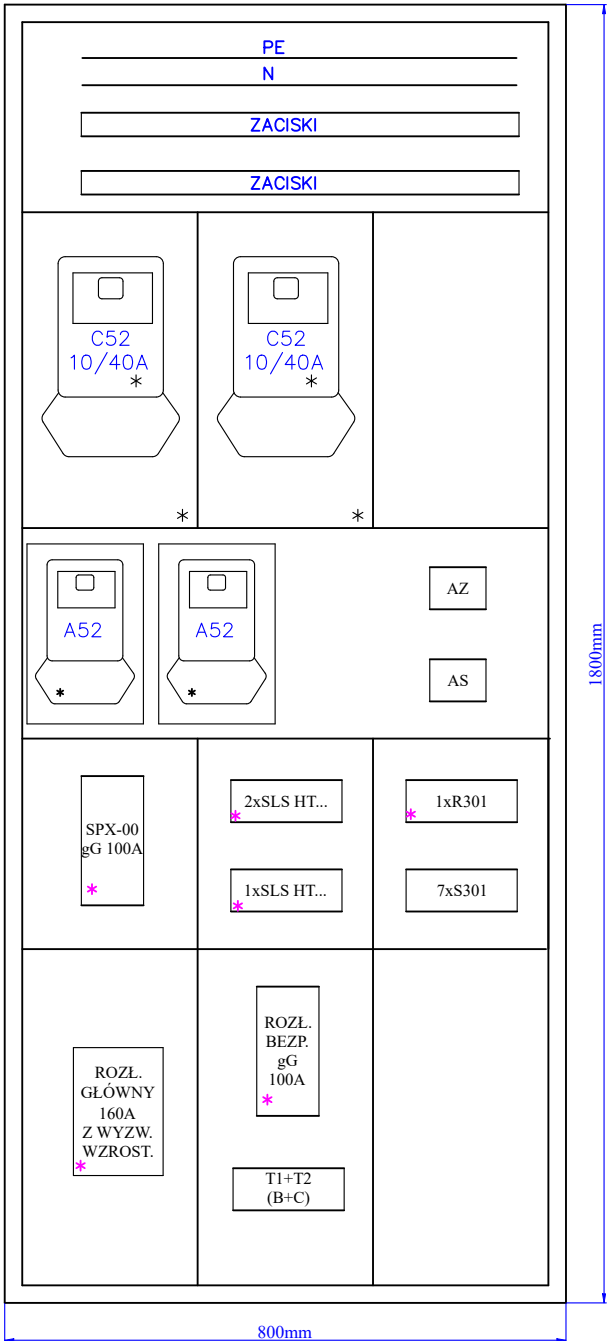 PE
N
ZACISKI
ZACISKI
C52
10/40A
*
*
C52
10/40A
*
*
A52
*
A52
*
AZ
AS
1800mm
SPX-00
gG 100A
*
2xSLS HT...
*
1xSLS HT...
*
1xR301
*
7xS301
ROZŁ.
GŁÓWNY
160A
Z WYZW.
WZROST.
*
ROZŁ.
BEZP.
gG
100A
*
T1+T2
(B+C)
800mm